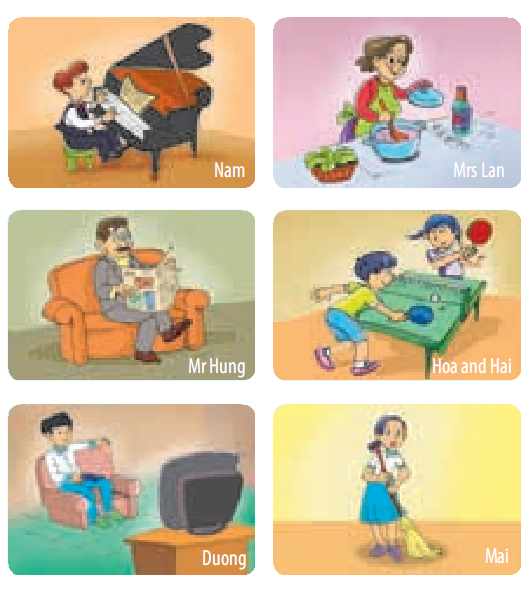 Nam
Mrs Lan
Mr Hung
Hoa and Hai
Duong
Mai